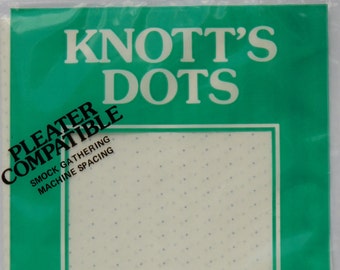 KNOTT'S
DOTS
PLEATER
COMPATIBLE
SMOCK GATHERING
MACHINE SPACING